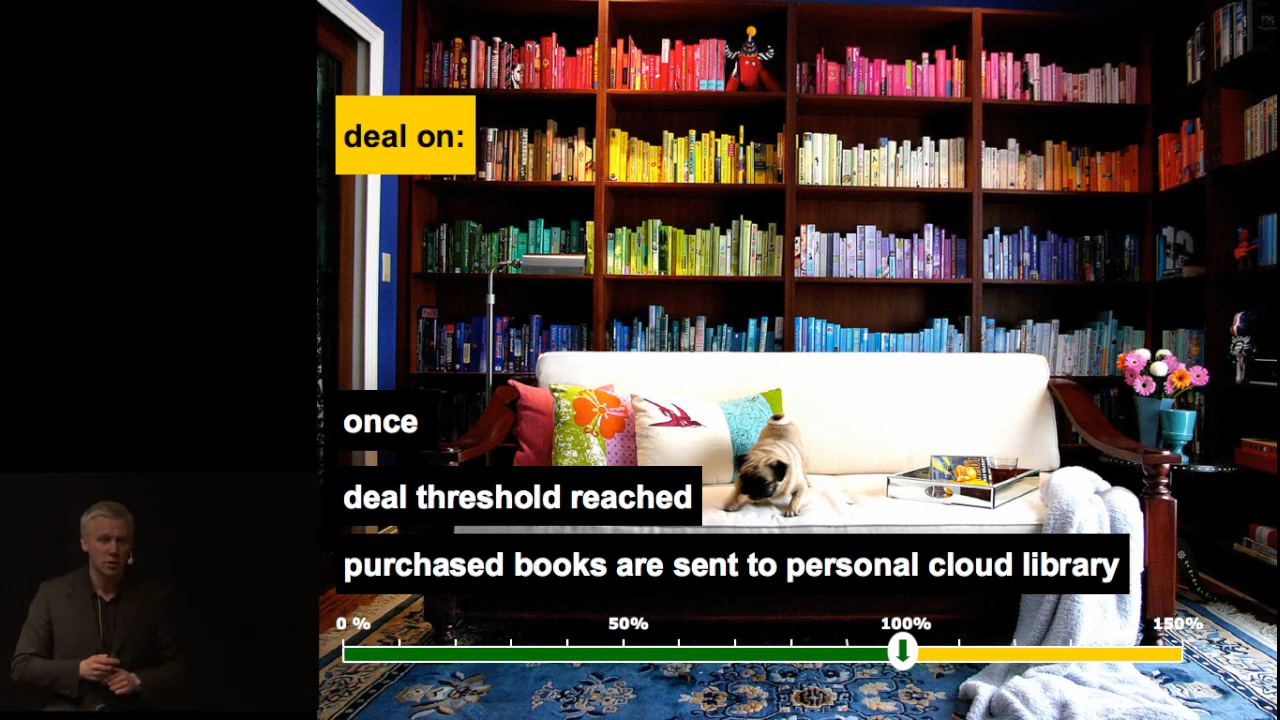 deal on:
once
deal threshold reached
purchased books are sent to personal cloud library
0 % 50% 100% 150%